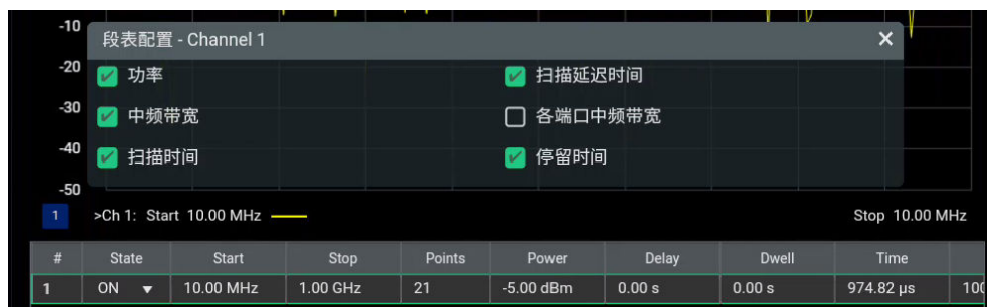 -10
段表配置 - Channel 1
-20
功率
扫描延迟时间
-30
中频带宽
各端口中频带宽
-40
扫描时间
停留时间
-50
1 >Ch 1: Start 10.00 MHz Stop 10.00 MHz
# State Start Stop Points Power Delay Dwell Time
1 ON 10.00 MHz 1.00 GHz 21 -5.00 dBm 0.00 s 0.00 s 974.82 μs